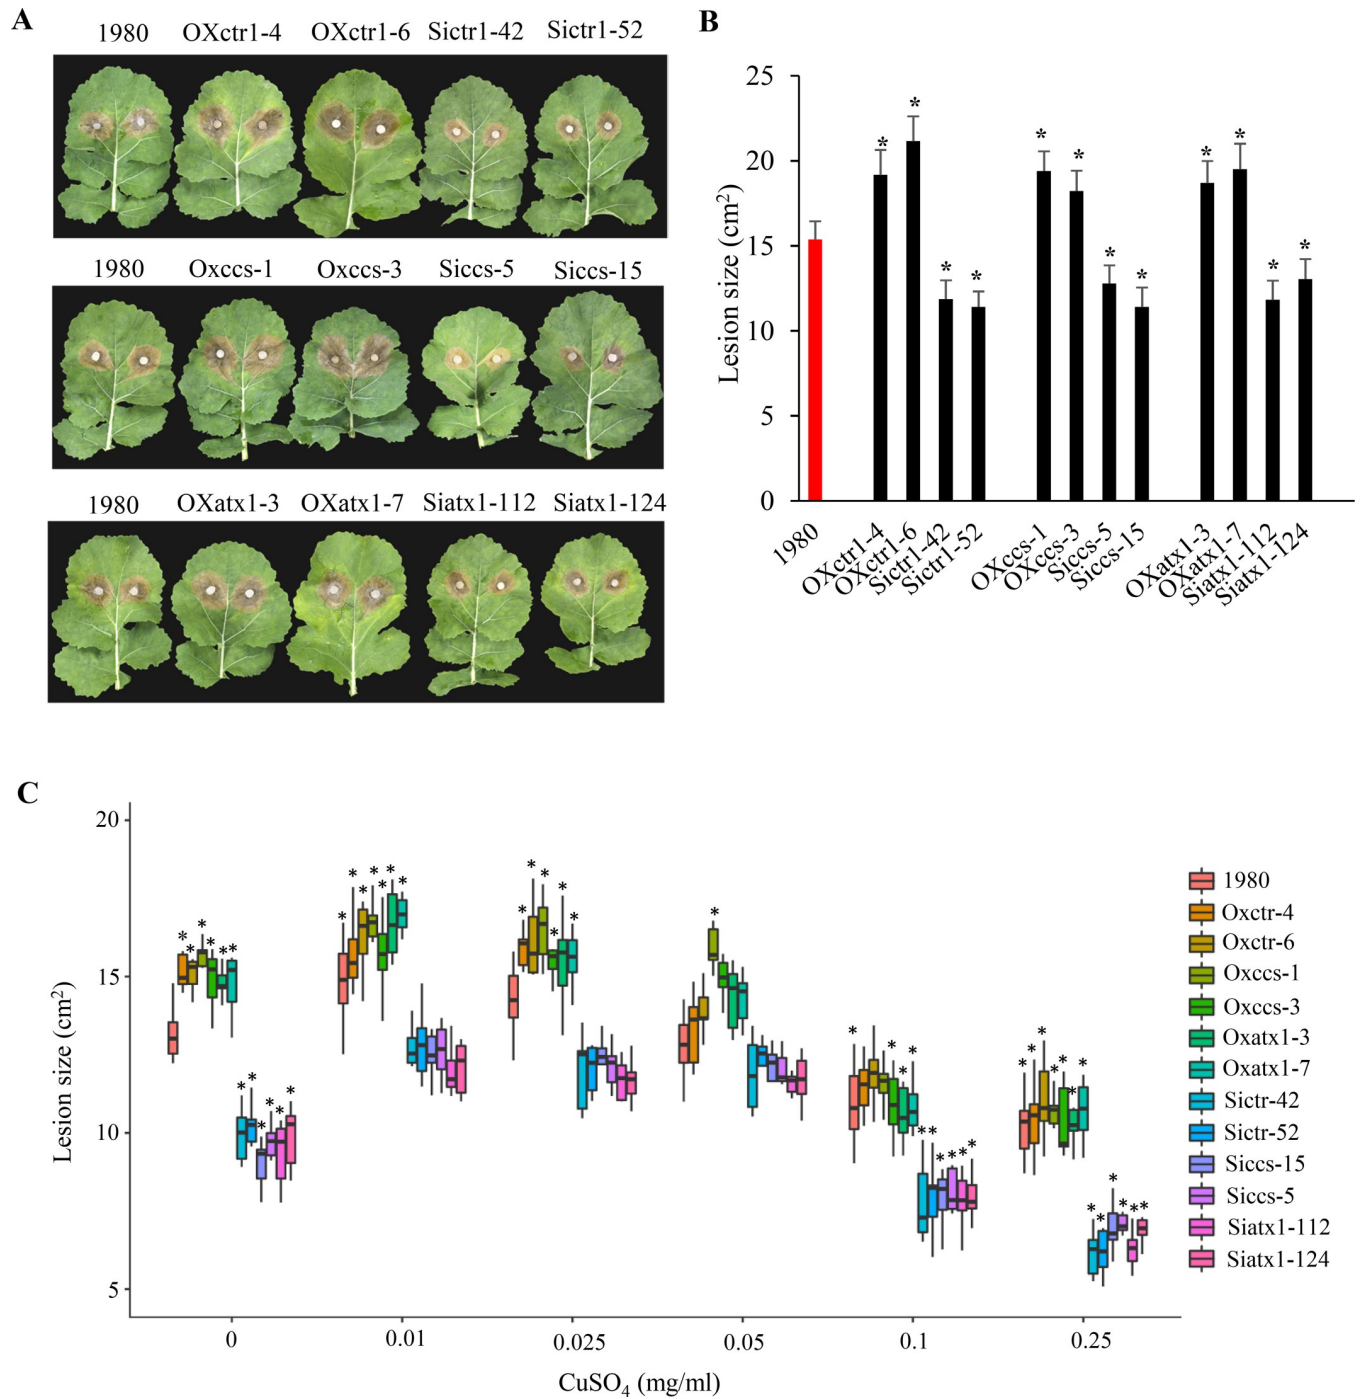 A
1980 OXctr1-4 OXctr1-6 Sictr1-42 Sictr1-52
1980 Oxccs-1 Oxccs-3 Siccs-5 Siccs-15
1980 OXatx1-3 OXatx1-7 Siatx1-112 Siatx1-124
B
Lesion size (cm²)
25
20
15
10
5
0
1980
OXctr1-4
OXctr1-6
Sictr1-42
Sictr1-52
OXccs-1
OXccs-3
Siccs-5
Siccs-15
OXatx1-3
OXatx1-7
Siatx1-112
Siatx1-124
* * * * * * * * * * * *
C
Lesion size (cm²)
20
15
10
5
0 0.01 0.025 0.05 0.1 0.25
CuSO₄ (mg/ml)
1980
Oxctr-4
Oxctr-6
Oxccs-1
Oxccs-3
Oxatx1-3
Oxatx1-7
Sictr-42
Sictr-52
Siccs-15
Siccs-5
Siatx1-112
Siatx1-124